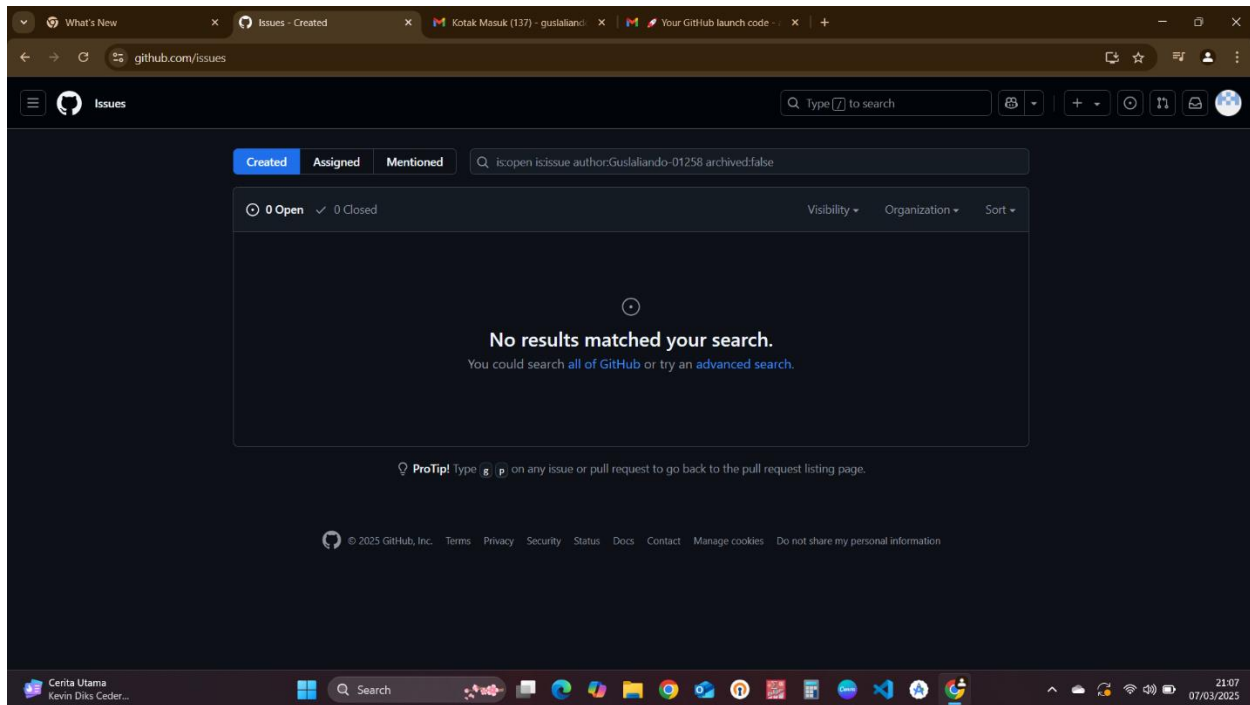 What's New
Issues - Created
Kotak Masuk (137) - guslaliand
🚀 Your GitHub launch code -
github.com/issues
Issues
Type / to search
Created Assigned Mentioned
is:open is:issue author:Guslaliando-01258 archived:false
0 Open 0 Closed
Visibility Organization Sort
No results matched your search.
You could search all of GitHub or try an advanced search.
ProTip! Type g p on any issue or pull request to go back to the pull request listing page.
© 2025 GitHub, Inc. Terms Privacy Security Status Docs Contact Manage cookies Do not share my personal information
Cerita Utama
Kevin Diks Ceder...
Search
21:07
07/03/2025